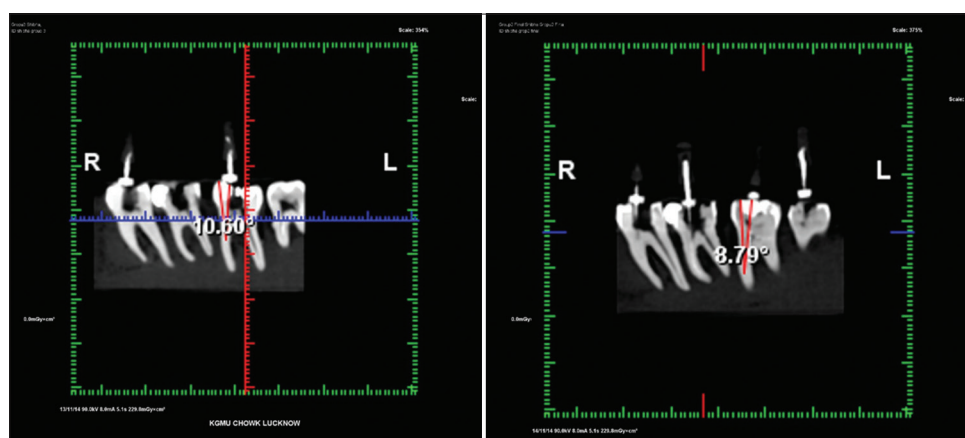 Scale: 354%
R
L
Scale:
10.60°
0.0mGy×cm²
13/11/14 90.0kV 8.0mA 5.1s 229.8mGy×cm²
KGMU CHOWK LUCKNOW
Scale: 375%
R
L
Scale:
8.79°
0.0mGy:
14/11/14 90.0kV 8.0mA 5.1s 229.8mGy×cm²